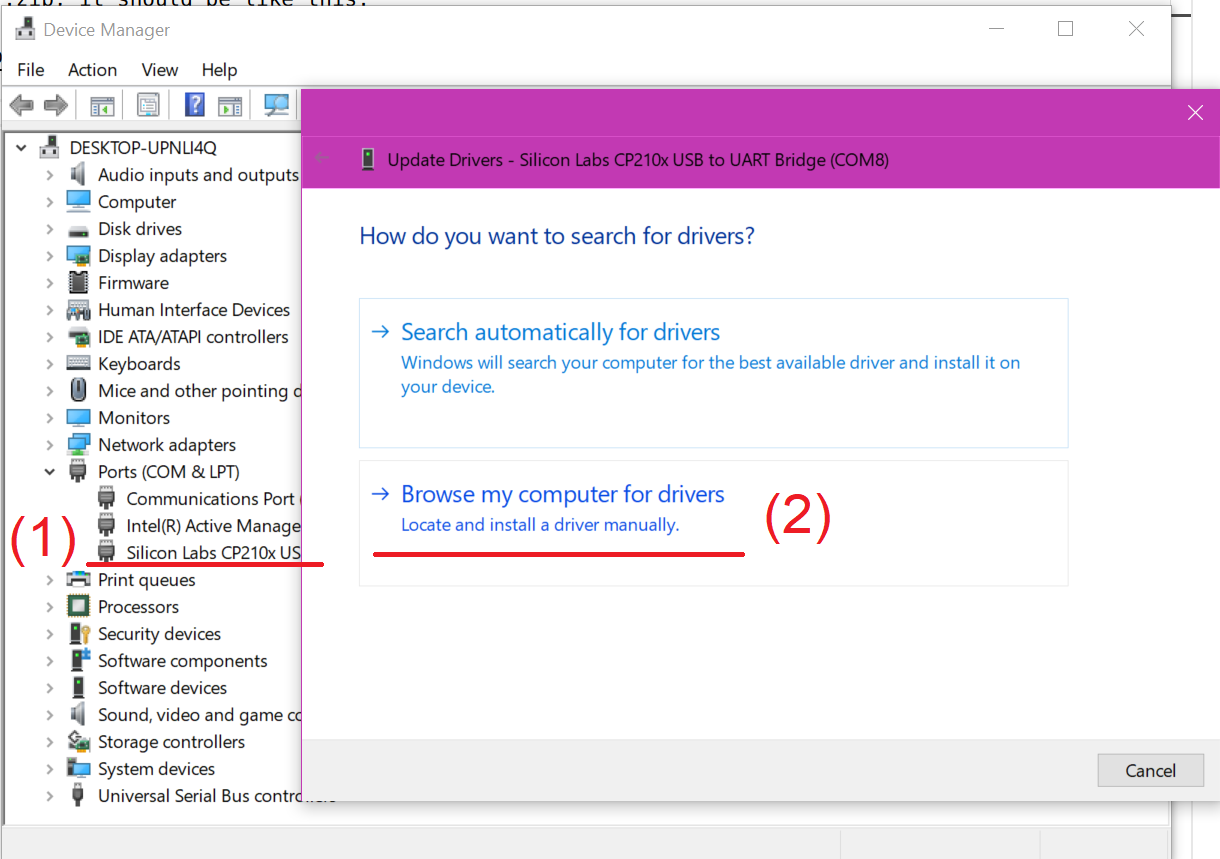 .zip, it should be like this.
Device Manager
File Action View Help
Update Drivers - Silicon Labs CP210x USB to UART Bridge (COM8)
How do you want to search for drivers?
→ Search automatically for drivers
Windows will search your computer for the best available driver and install it on
your device.
→ Browse my computer for drivers
Locate and install a driver manually.
(2)
Cancel
DESKTOP-UPNLI4Q
Audio inputs and outputs
Computer
Disk drives
Display adapters
Firmware
Human Interface Devices
IDE ATA/ATAPI controllers
Keyboards
Mice and other pointing d
Monitors
Network adapters
Ports (COM & LPT)
Communications Port (
Intel(R) Active Manage
(1)
Silicon Labs CP210x US
Print queues
Processors
Security devices
Software components
Software devices
Sound, video and game co
Storage controllers
System devices
Universal Serial Bus controllers